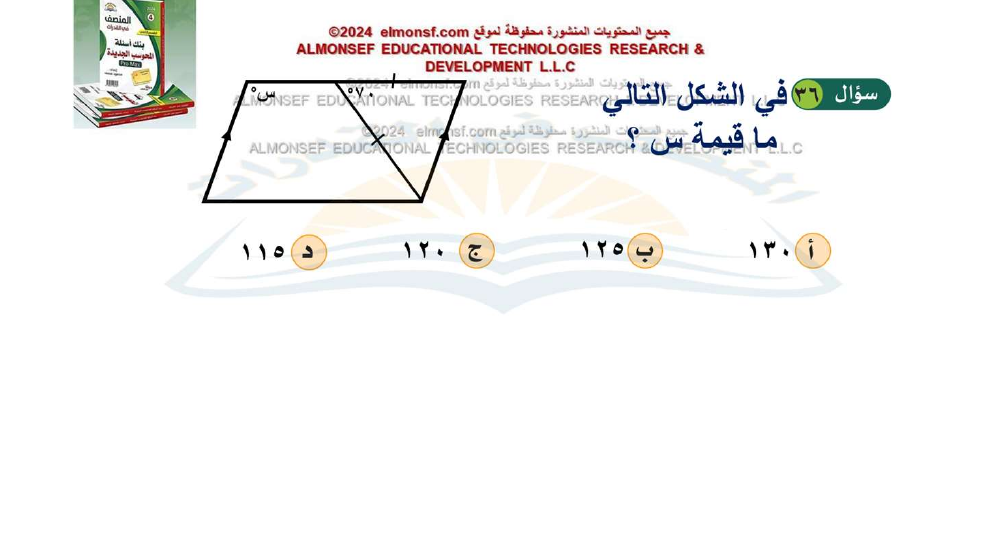 جميع المحتويات المنشورة محفوظة لموقع elmonsf.com ©2024
ALMONSEF EDUCATIONAL TECHNOLOGIES RESEARCH &
DEVELOPMENT L.L.C
المنصف
بنك أسئلة
المحوسب الجديدة
Pro Max
4
سؤال ٣٦ في الشكل التالي
ما قيمة س ؟
س°
٧٠°
جميع المحتويات المنشورة محفوظة لموقع elmonsf.com ©2024
ALMONSEF EDUCATIONAL TECHNOLOGIES RESEARCH & DEVELOPMENT L.L.C
جميع المحتويات المنشورة محفوظة لموقع elmonsf.com ©2024
ALMONSEF EDUCATIONAL TECHNOLOGIES RESEARCH & DEVELOPMENT L.L.C
أ ١٣٠
ب ١٢٥
ج ١٢٠
د ١١٥